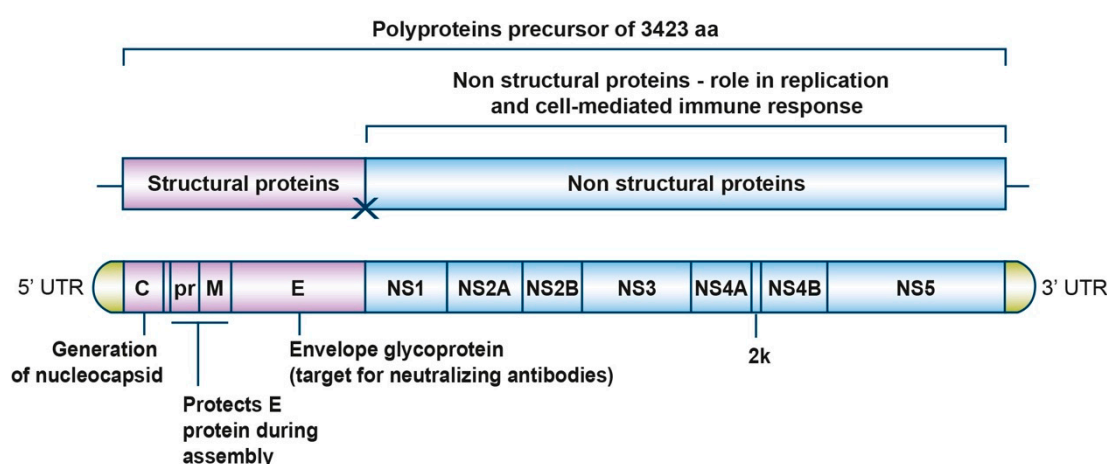 Polyproteins precursor of 3423 aa
Non structural proteins - role in replication
and cell-mediated immune response
Structural proteins
Non structural proteins
5’ UTR
C
pr
M
E
NS1
NS2A
NS2B
NS3
NS4A
NS4B
NS5
3’ UTR
Generation
of nucleocapsid
Envelope glycoprotein
(target for neutralizing antibodies)
2k
Protects E
protein during
assembly